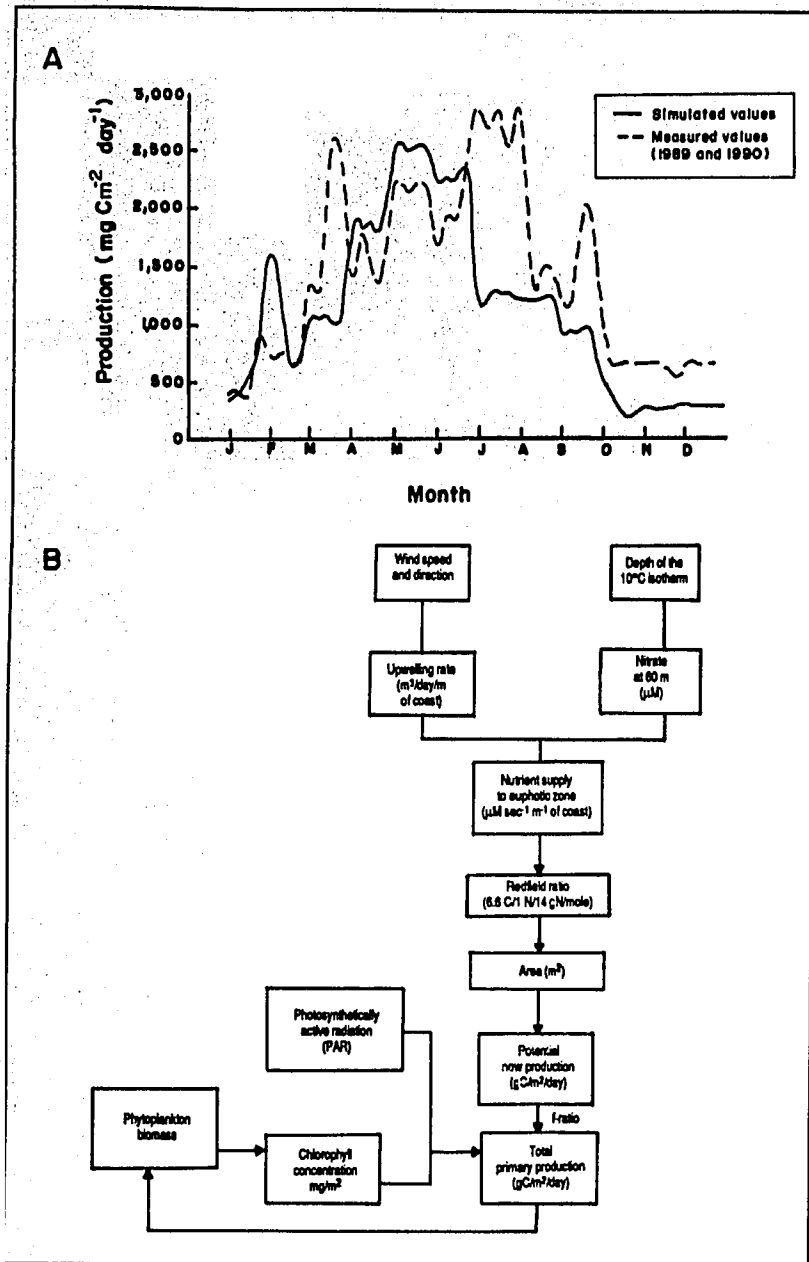 A
Production (mg Cm-2 day-1)
3,000
2,500
2,000
1,500
1,000
500
0
Simulated values
Measured values
(1989 and 1990)
J F M A M J J A S O N D
Month
B
Wind speed
and direction
Depth of the
10°C isotherm
Upwelling rate
(m3/day/m
of coast)
Nitrate
at 60 m
(µM)
Nutrient supply
to euphotic zone
(µM sec-1 m-1 of coast)
Redfield ratio
(6.6 C/1 N/14 gN/mole)
Area (m2)
Photosynthetically
active radiation
(PAR)
Potential
new production
(gC/m2/day)
f-ratio
Phytoplankton
biomass
Chlorophyll
concentration
mg/m2
Total
primary production
(gC/m2/day)